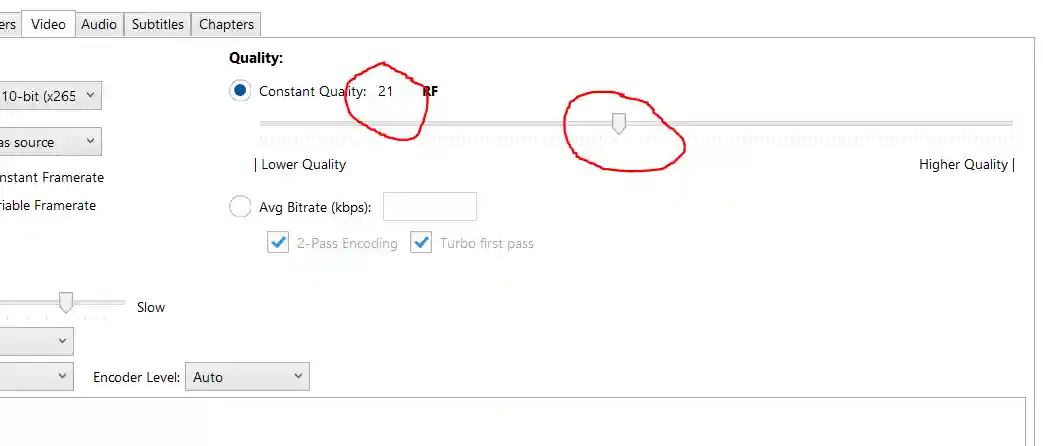 ers Video Audio Subtitles Chapters
Quality:
10-bit (x265 Constant Quality: 21 RF
as source
| Lower Quality Higher Quality |
nstant Framerate
riable Framerate Avg Bitrate (kbps):
2-Pass Encoding Turbo first pass
Slow
Encoder Level: Auto